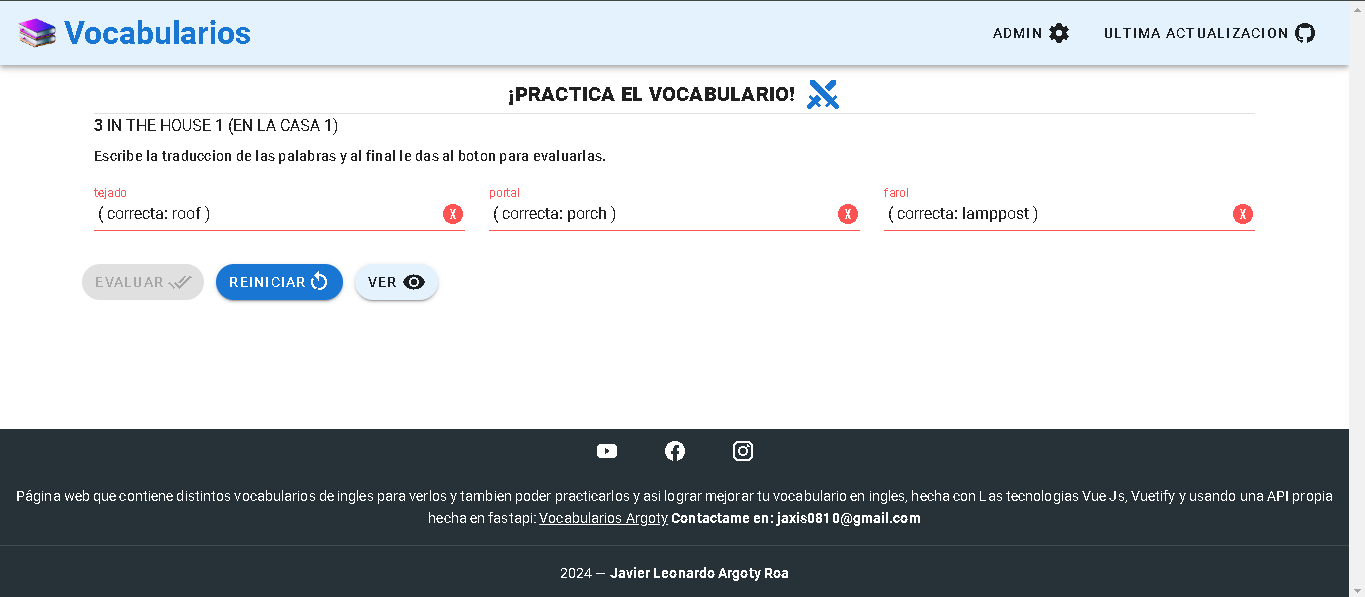 Vocabularios
ADMIN
ULTIMA ACTUALIZACION
¡PRACTICA EL VOCABULARIO!
3 IN THE HOUSE 1 (EN LA CASA 1)
Escribe la traduccion de las palabras y al final le das al boton para evaluarlas.
tejado
( correcta: roof )
X
portal
( correcta: porch )
X
farol
( correcta: lamppost )
X
EVALUAR
REINICIAR
VER
Página web que contiene distintos vocabularios de ingles para verlos y tambien poder practicarlos y asi lograr mejorar tu vocabulario en ingles, hecha con Las tecnologias Vue Js, Vuetify y usando una API propia
hecha en fastapi: Vocabularios Argoty Contactame en: jaxis0810@gmail.com
2024 — Javier Leonardo Argoty Roa